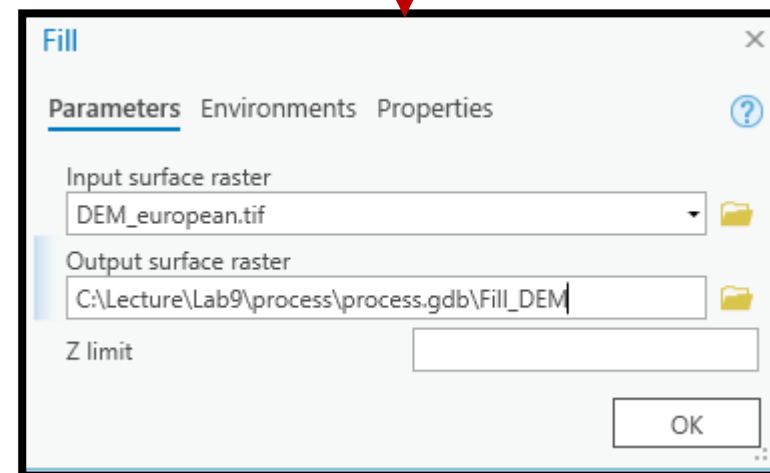 Fill
Parameters Environments Properties
Input surface raster
DEM_european.tif
Output surface raster
C:\Lecture\Lab9\process\process.gdb\Fill_DEM
Z limit
OK